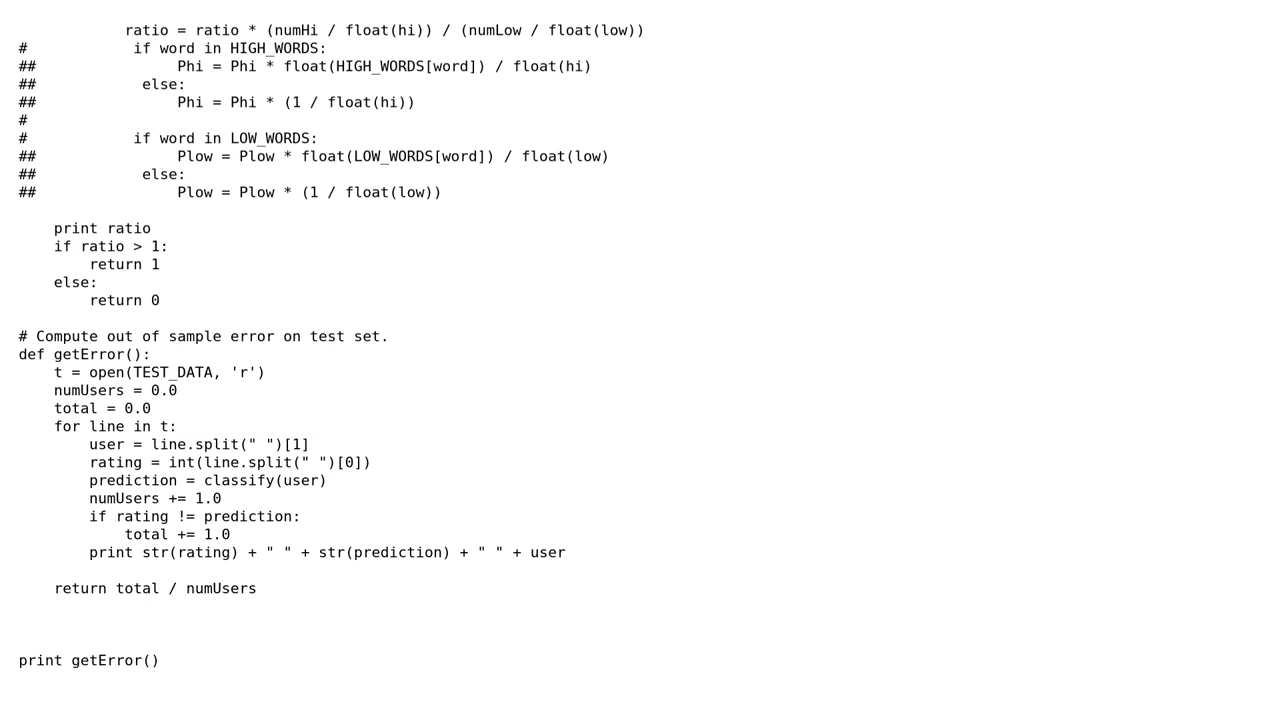 ratio = ratio * (numHi / float(hi)) / (numLow / float(low))
#            if word in HIGH_WORDS:
##                Phi = Phi * float(HIGH_WORDS[word]) / float(hi)
##            else:
##                Phi = Phi * (1 / float(hi))
#
#            if word in LOW_WORDS:
##                Plow = Plow * float(LOW_WORDS[word]) / float(low)
##            else:
##                Plow = Plow * (1 / float(low))

    print ratio
    if ratio > 1:
        return 1
    else:
        return 0

# Compute out of sample error on test set.
def getError():
    t = open(TEST_DATA, 'r')
    numUsers = 0.0
    total = 0.0
    for line in t:
        user = line.split(" ")[1]
        rating = int(line.split(" ")[0])
        prediction = classify(user)
        numUsers += 1.0
        if rating != prediction:
            total += 1.0
        print str(rating) + " " + str(prediction) + " " + user

    return total / numUsers



print getError()